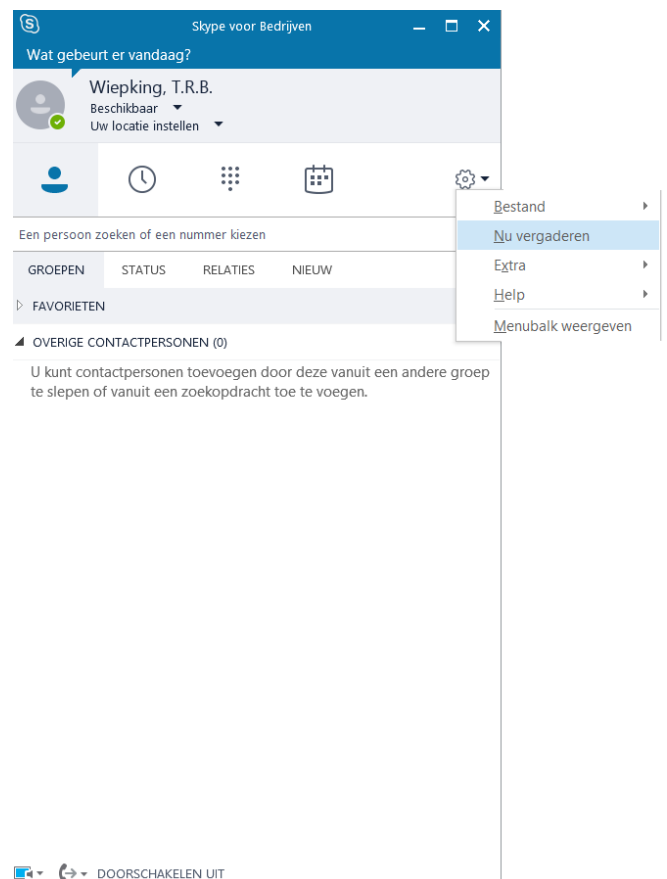 Skype voor Bedrijven
Wat gebeurt er vandaag?
Wiepking, T.R.B.
Beschikbaar
Uw locatie instellen
Bestand
Nu vergaderen
Extra
Help
Menubalk weergeven
Een persoon zoeken of een nummer kiezen
GROEPEN STATUS RELATIES NIEUW
FAVORIETEN
OVERIGE CONTACTPERSONEN (0)
U kunt contactpersonen toevoegen door deze vanuit een andere groep
te slepen of vanuit een zoekopdracht toe te voegen.
DOORSCHAKELEN UIT